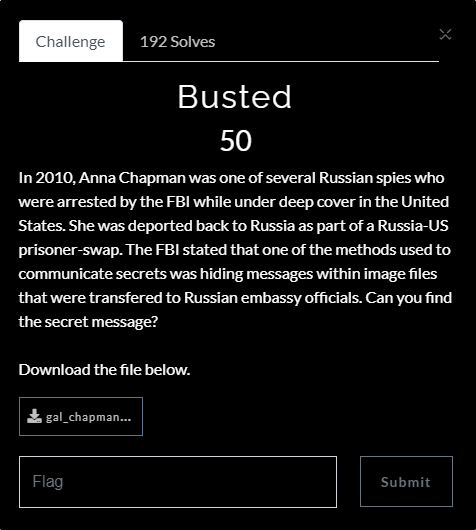 Challenge 192 Solves ×
Busted
50
In 2010, Anna Chapman was one of several Russian spies who
were arrested by the FBI while under deep cover in the United
States. She was deported back to Russia as part of a Russia-US
prisoner-swap. The FBI stated that one of the methods used to
communicate secrets was hiding messages within image files
that were transfered to Russian embassy officials. Can you find
the secret message?
Download the file below.
gal_chapman...
Flag Submit